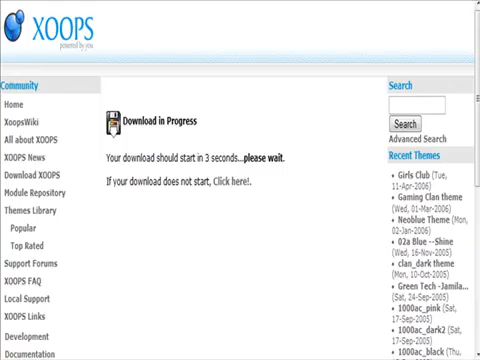 XOOPS
powered by you
Community
Home
XoopsWiki
All about XOOPS
XOOPS News
Download XOOPS
Module Repository
Themes Library
Popular
Top Rated
Support Forums
XOOPS FAQ
Local Support
XOOPS Links
Development
Documentation
Download in Progress
Your download should start in 3 seconds...please wait.
If your download does not start, Click here!.
Search
Search
Advanced Search
Recent Themes
Girls Club (Tue,
11-Apr-2006)
Gaming Clan theme
(Wed, 01-Mar-2006)
Neoblue Theme (Mon,
02-Jan-2006)
02a Blue --Shine
(Wed, 16-Nov-2005)
clan_dark theme
(Mon, 10-Oct-2005)
Green Tech -Jamila...
(Sat, 24-Sep-2005)
1000ac_pink (Sat,
17-Sep-2005)
1000ac_dark2 (Sat,
17-Sep-2005)
1000ac_black (Thu,